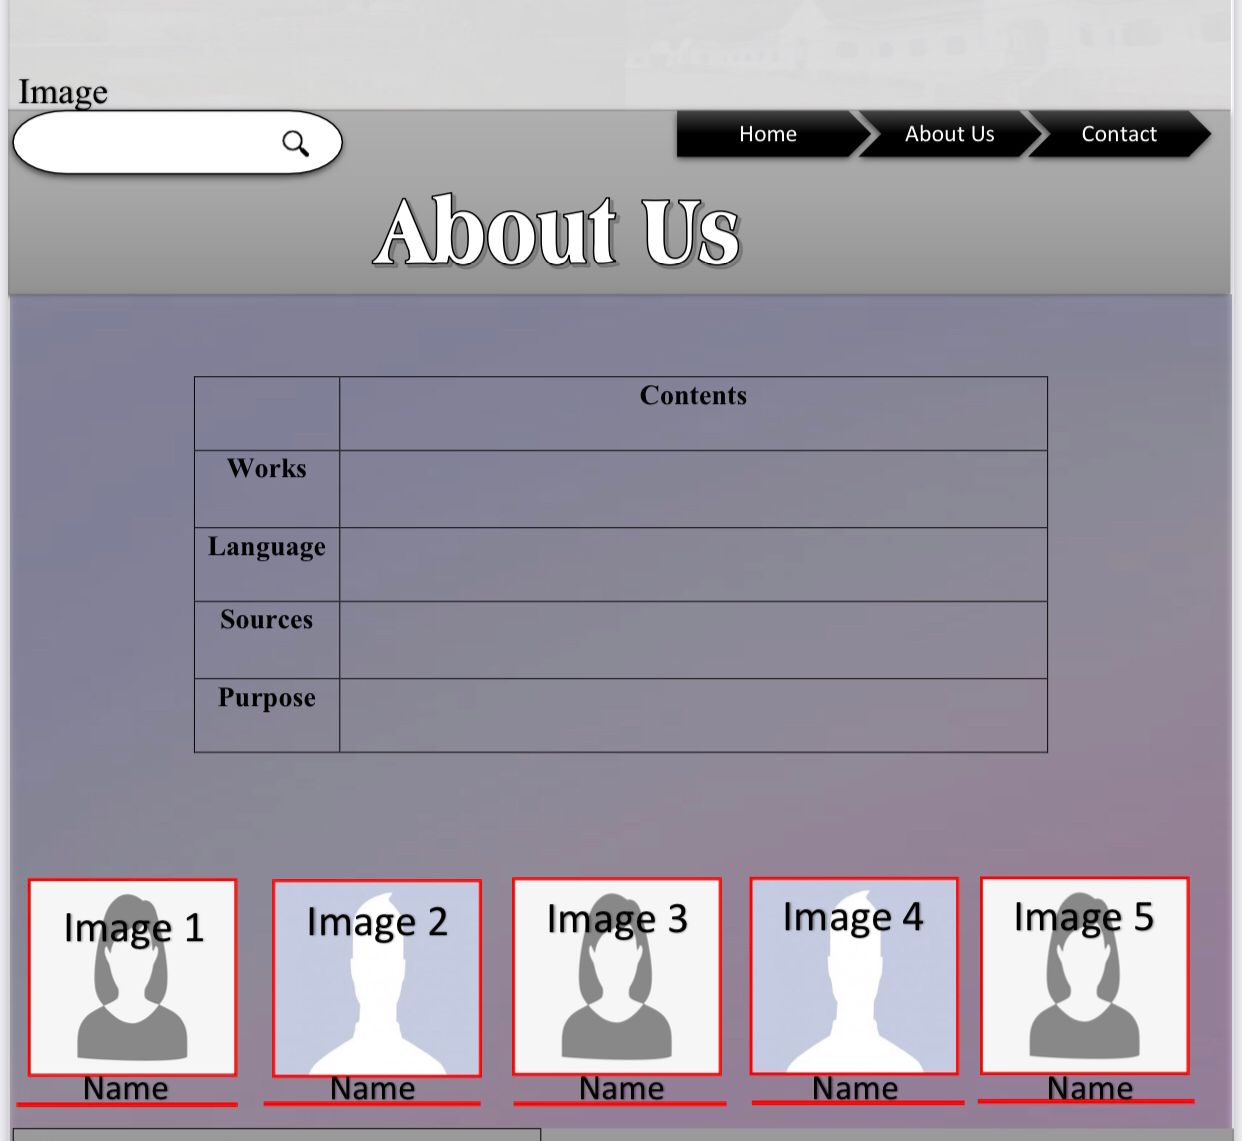 Image
Home About Us Contact
About Us
Contents
Works
Language
Sources
Purpose
Image 1 Image 2 Image 3 Image 4 Image 5
Name Name Name Name Name